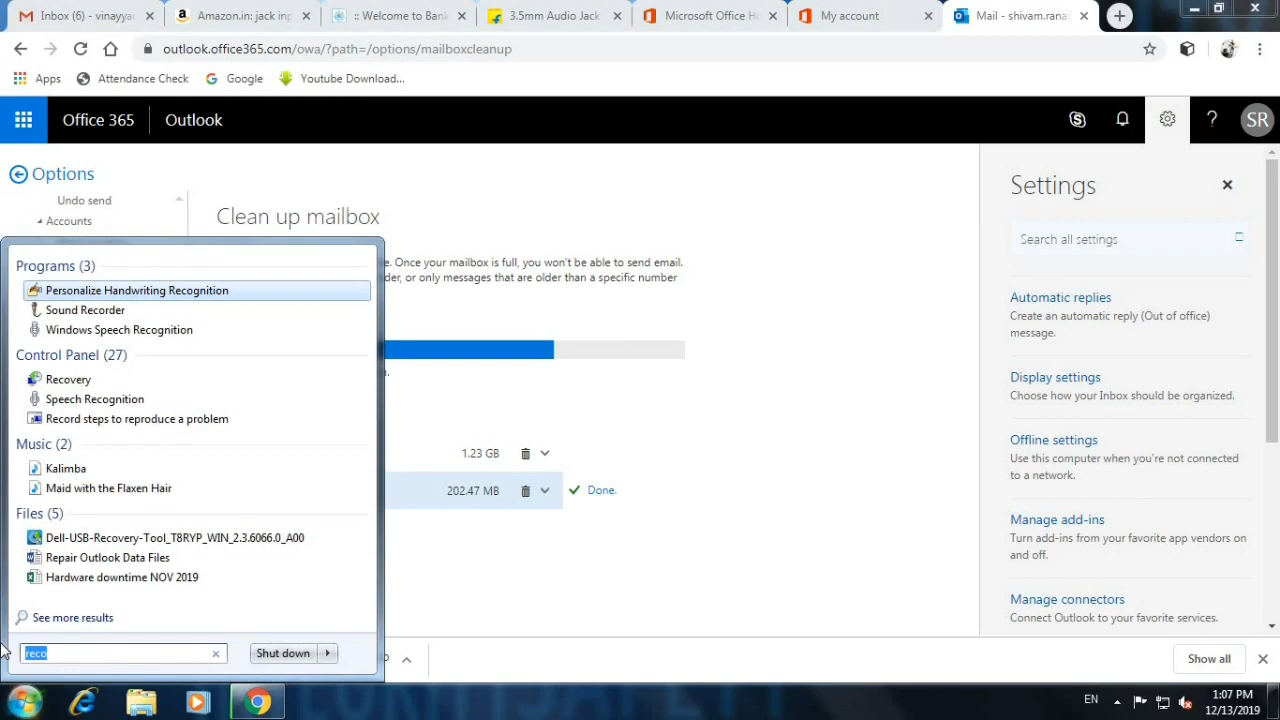 Inbox (6) - vinayya
Amazon.in: jack inp
:: Welcome to Bank
3.5mm Audio Jack
Microsoft Office Ho
My account
Mail - shivam.rana
outlook.office365.com/owa/?path=/options/mailboxcleanup
Apps
Attendance Check
Google
Youtube Download...
Office 365
Outlook
SR
Options
Undo send
Accounts
Clean up mailbox
e. Once your mailbox is full, you won't be able to send email.
der, or only messages that are older than a specific number
1.23 GB
202.47 MB
Done.
Settings
Search all settings
Automatic replies
Create an automatic reply (Out of office)
message.
Display settings
Choose how your Inbox should be organized.
Offline settings
Use this computer when you're not connected
to a network.
Manage add-ins
Turn add-ins from your favorite app vendors on
and off.
Manage connectors
Connect Outlook to your favorite services.
Programs (3)
Personalize Handwriting Recognition
Sound Recorder
Windows Speech Recognition
Control Panel (27)
Recovery
Speech Recognition
Record steps to reproduce a problem
Music (2)
Kalimba
Maid with the Flaxen Hair
Files (5)
Dell-USB-Recovery-Tool_T8RYP_WIN_2.3.6066.0_A00
Repair Outlook Data Files
Hardware downtime NOV 2019
See more results
reco
Shut down
Show all
EN
1:07 PM
12/13/2019